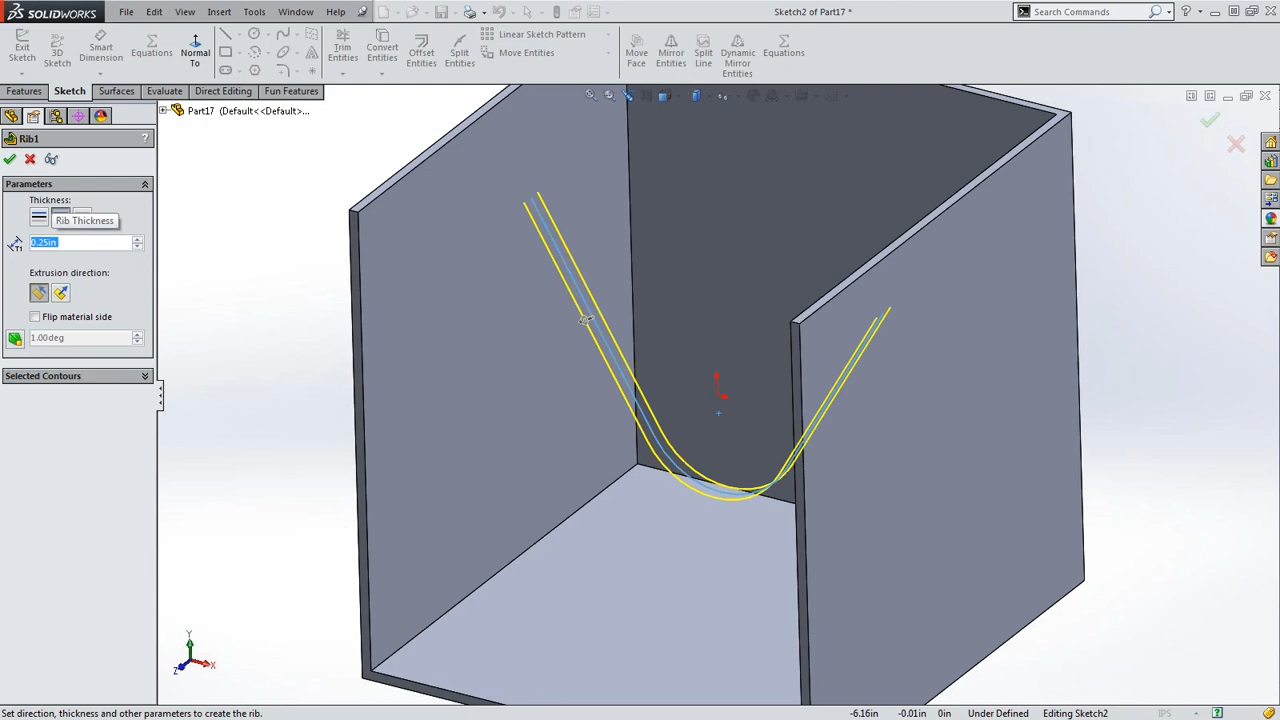 SOLIDWORKS File Edit View Insert Tools Window Help Sketch2 of Part17 * Search Commands
Exit Sketch 3D Sketch Smart Dimension Equations Normal To Trim Entities Convert Entities Offset Entities Split Entities Linear Sketch Pattern Move Face Mirror Entities Split Line Dynamic Mirror Entities Equations
Insert Design Table
Features Sketch Surfaces Evaluate Direct Editing Fun Features
Part17 (Default<<Default>...
Rib1 ?
Parameters
Thickness:
Rib Thickness
T1 0.25in
Extrusion direction:
Flip material side
1.00deg
Selected Contours
Y
X
Z
Set direction, thickness and other parameters to create the rib. -6.16in -0.01in 0in Under Defined Editing Sketch2 IPS